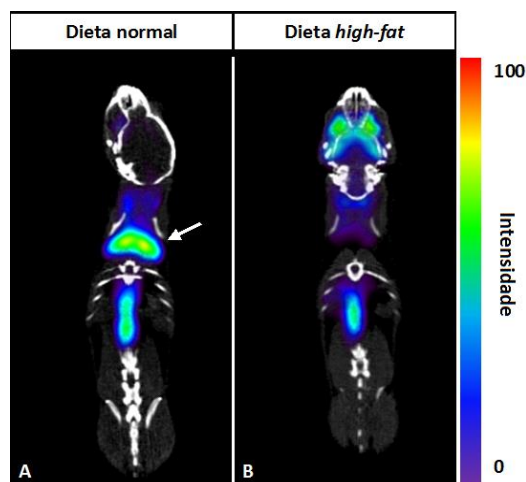 Dieta normal
Dieta high-fat
100
Intensidade
0
A
B